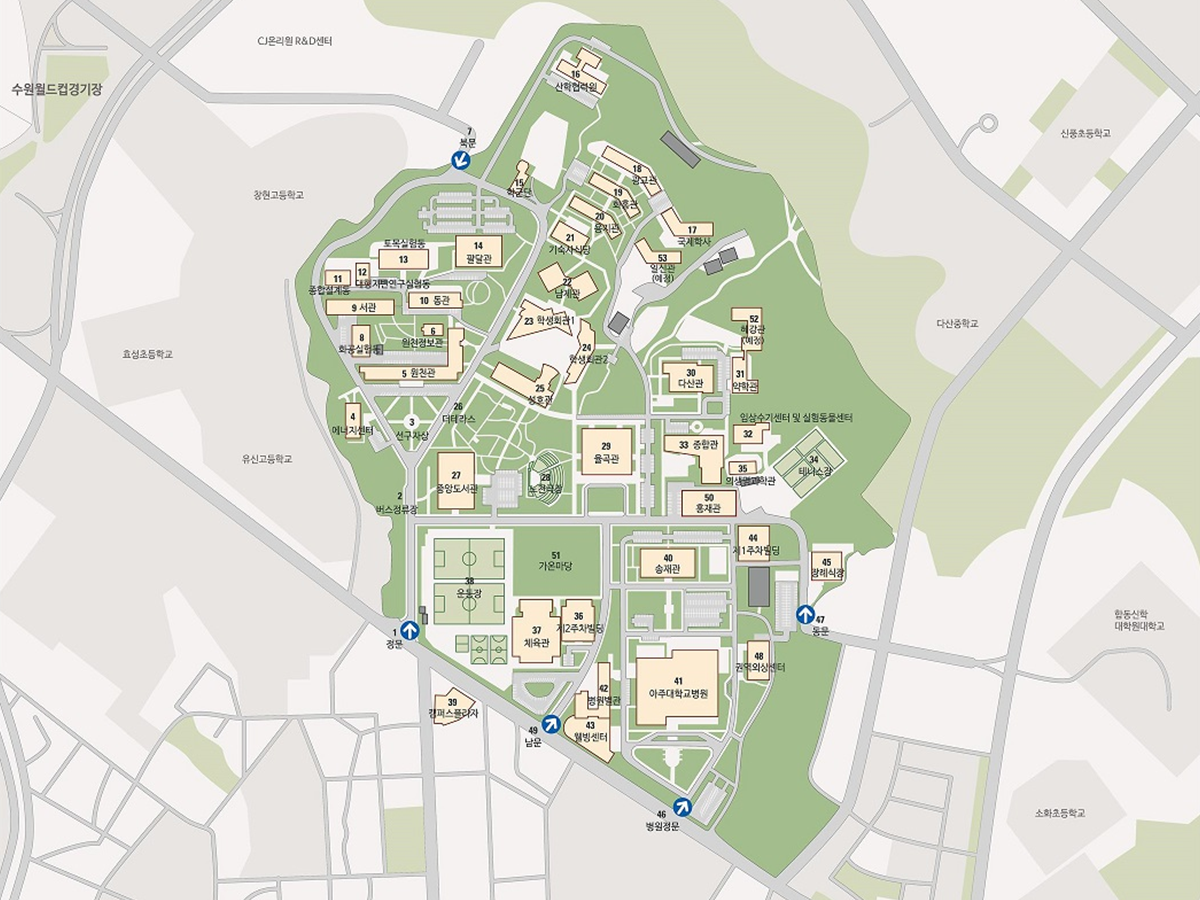 CJ온리원 R&D센터
수원월드컵경기장
16
산학협력원
7
북문
신풍초등학교
창현고등학교
15
학군단
18
광교관
19
화홍관
20
용지관
21
기숙사식당
17
국제학사
53
일신관
(예정)
토목실험동
13
14
팔달관
11
종합설계동
12
대형지반연구실험동
22
남제관
9 서관
10 동관
23 학생회관1
52
혜강관
(예정)
다산중학교
8
화공실험동
6
원천정보관
24
학생회관2
효성초등학교
5 원천관
25
성호관
30
다산관
31
약학관
26
더테라스
4
에너지센터
3
선구자상
임상수기센터 및 실험동물센터
32
29
율곡관
33 종합관
유신고등학교
27
중앙도서관
28
노천극장
35
34
테니스장
2
버스정류장
50
홍재관
44
제1주차빌딩
51
가온마당
40
송재관
45
장례식장
38
운동장
36
제2주차빌딩
37
체육관
47
동문
합동신학
대학원대학교
1
정문
48
권역외상센터
41
아주대학교병원
42
병원별관
39
캠퍼스플라자
43
웰빙센터
49
남문
46
병원정문
소화초등학교